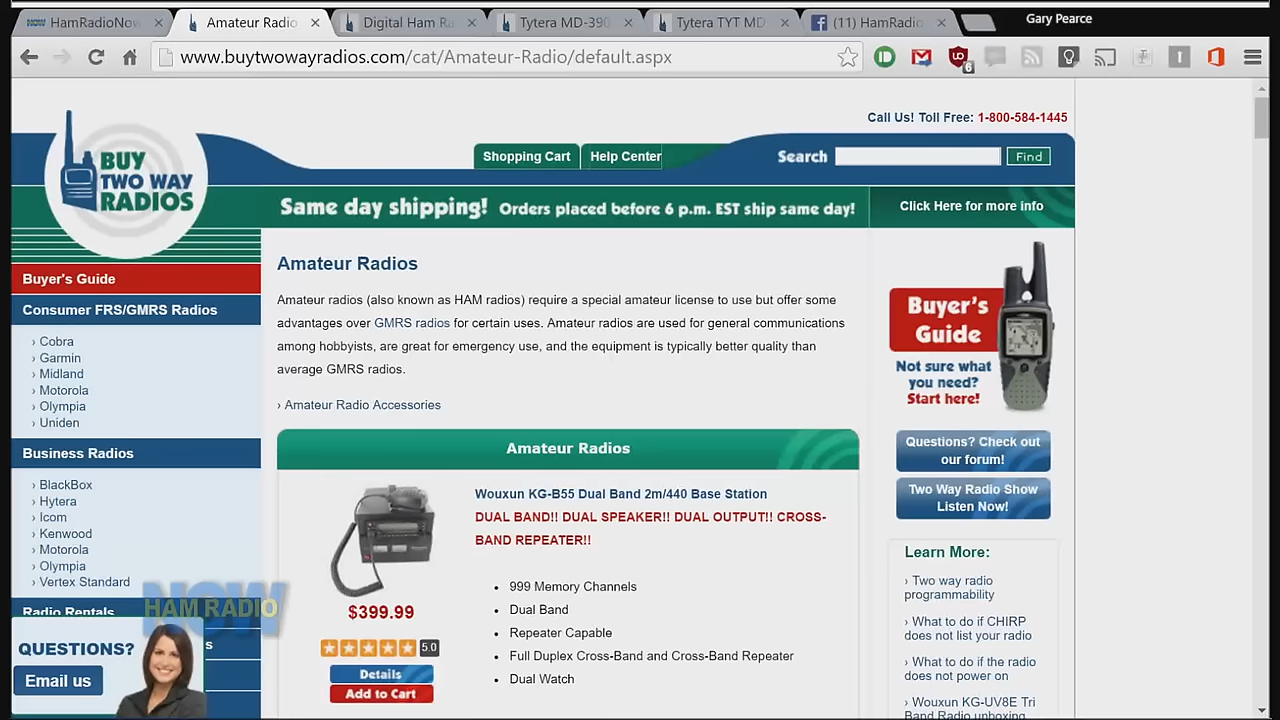 HamRadioNow
Amateur Radio
Digital Ham Ra
Tytera MD-390
Tytera TYT MD
(11) HamRadio
Gary Pearce
www.buytwowayradios.com/cat/Amateur-Radio/default.aspx
6
Call Us! Toll Free: 1-800-584-1445
BUY
TWO WAY
RADIOS
Shopping Cart
Help Center
Search
Find
Same day shipping! Orders placed before 6 p.m. EST ship same day!
Click Here for more info
Buyer's Guide
Consumer FRS/GMRS Radios
› Cobra
› Garmin
› Midland
› Motorola
› Olympia
› Uniden
Business Radios
› BlackBox
› Hytera
› Icom
› Kenwood
› Motorola
› Olympia
› Vertex Standard
Radio Rentals
s
NOW
HAM RADIO
QUESTIONS?
Email us
Amateur Radios
Amateur radios (also known as HAM radios) require a special amateur license to use but offer some
advantages over GMRS radios for certain uses. Amateur radios are used for general communications
among hobbyists, are great for emergency use, and the equipment is typically better quality than
average GMRS radios.
› Amateur Radio Accessories
Amateur Radios
Wouxun KG-B55 Dual Band 2m/440 Base Station
DUAL BAND!! DUAL SPEAKER!! DUAL OUTPUT!! CROSS-
BAND REPEATER!!
• 999 Memory Channels
• Dual Band
• Repeater Capable
• Full Duplex Cross-Band and Cross-Band Repeater
• Dual Watch
$399.99
5.0
Details
Add to Cart
Buyer's
Guide
Not sure what
you need?
Start here!
Questions? Check out
our forum!
Two Way Radio Show
Listen Now!
Learn More:
› Two way radio
programmability
› What to do if CHIRP
does not list your radio
› What to do if the radio
does not power on
› Wouxun KG-UV8E Tri
Band Radio unboxing